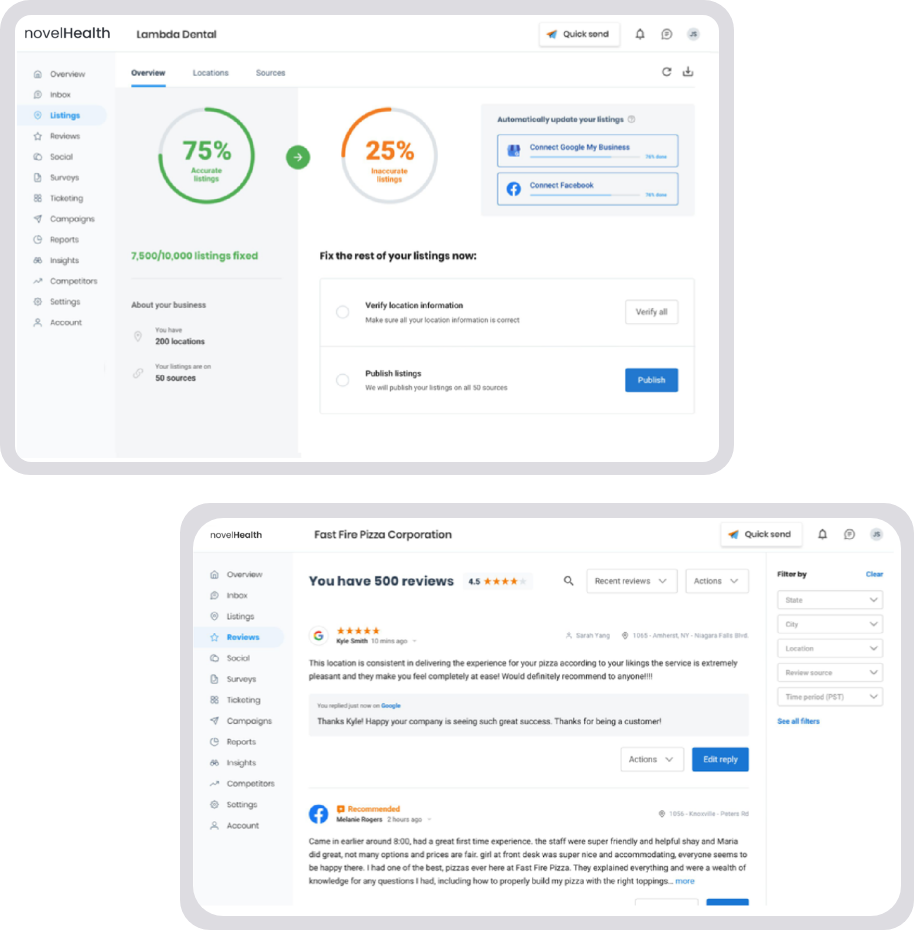 novelHealth
Lambda Dental
Quick send
JS
Overview
Inbox
Listings
Reviews
Social
Surveys
Ticketing
Campaigns
Reports
Insights
Competitors
Settings
Account
Overview Locations Sources
75%
Accurate
listings
25%
Inaccurate
listings
Automatically update your listings
Connect Google My Business
70% done
Connect Facebook
70% done
7,500/10,000 listings fixed
About your business
You have
200 locations
Your listings are on
50 sources
Fix the rest of your listings now:
Verify location information
Make sure all your location information is correct
Verify all
Publish listings
We will publish your listings on all 50 sources
Publish
novelHealth
Fast Fire Pizza Corporation
Quick send
JS
Overview
Inbox
Listings
Reviews
Social
Surveys
Ticketing
Campaigns
Reports
Insights
Competitors
Settings
Account
You have 500 reviews 4.5
Recent reviews
Actions
Kyle Smith 10 mins ago
Sarah Yang 1055 - Amherst, NY - Niagara Falls Blvd.
This location is consistent in delivering the experience for your pizza according to your likings the service is extremely
pleasant and they make you feel completely at ease! Would definitely recommend to anyone!!!!
You replied just now on Google
Thanks Kyle! Happy your company is seeing such great success. Thanks for being a customer!
Actions
Edit reply
Recommended
Melanie Rogers 2 hours ago
1056 - Knoxville - Peters Rd
Came in earlier around 8:00, had a great first time experience. the staff were super friendly and helpful shay and Maria
did great, not many options and prices are fair. girl at front desk was super nice and accommodating, everyone seems to
be happy there. I had one of the best, pizzas ever here at Fast Fire Pizza. They explained everything and were a wealth of
knowledge for any questions I had, including how to properly build my pizza with the right toppings... more
Filter by Clear
State
City
Location
Review source
Time period (PST)
See all filters